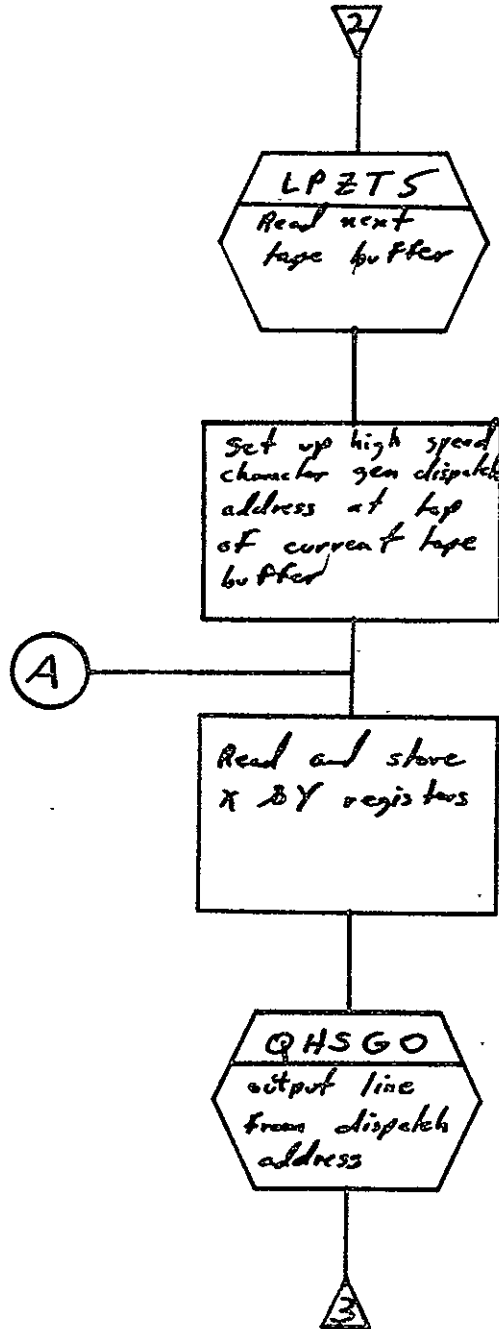 2
LPZTS
Read next
tape buffer
Set up high speed
character gen dispatch
address at top
of current tape
buffer
A
Read and store
X & Y registers
QHSGO
output line
From dispatch
address
3